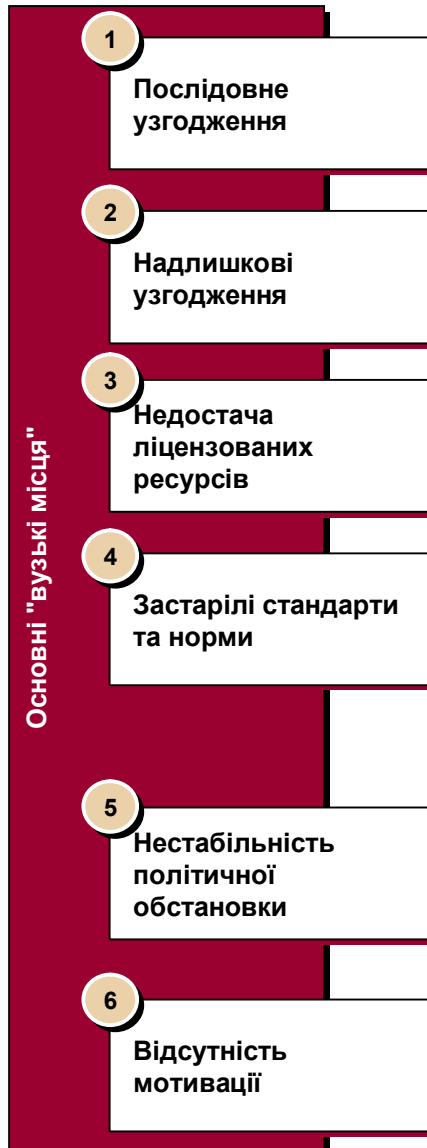 Основні "вузькі місця"
1
Послідовне
узгодження
2
Надлишкові
узгодження
3
Недостача
ліцензованих
ресурсів
4
Застарілі стандарти
та норми
5
Нестабільність
політичної
обстановки
6
Відсутність
мотивації